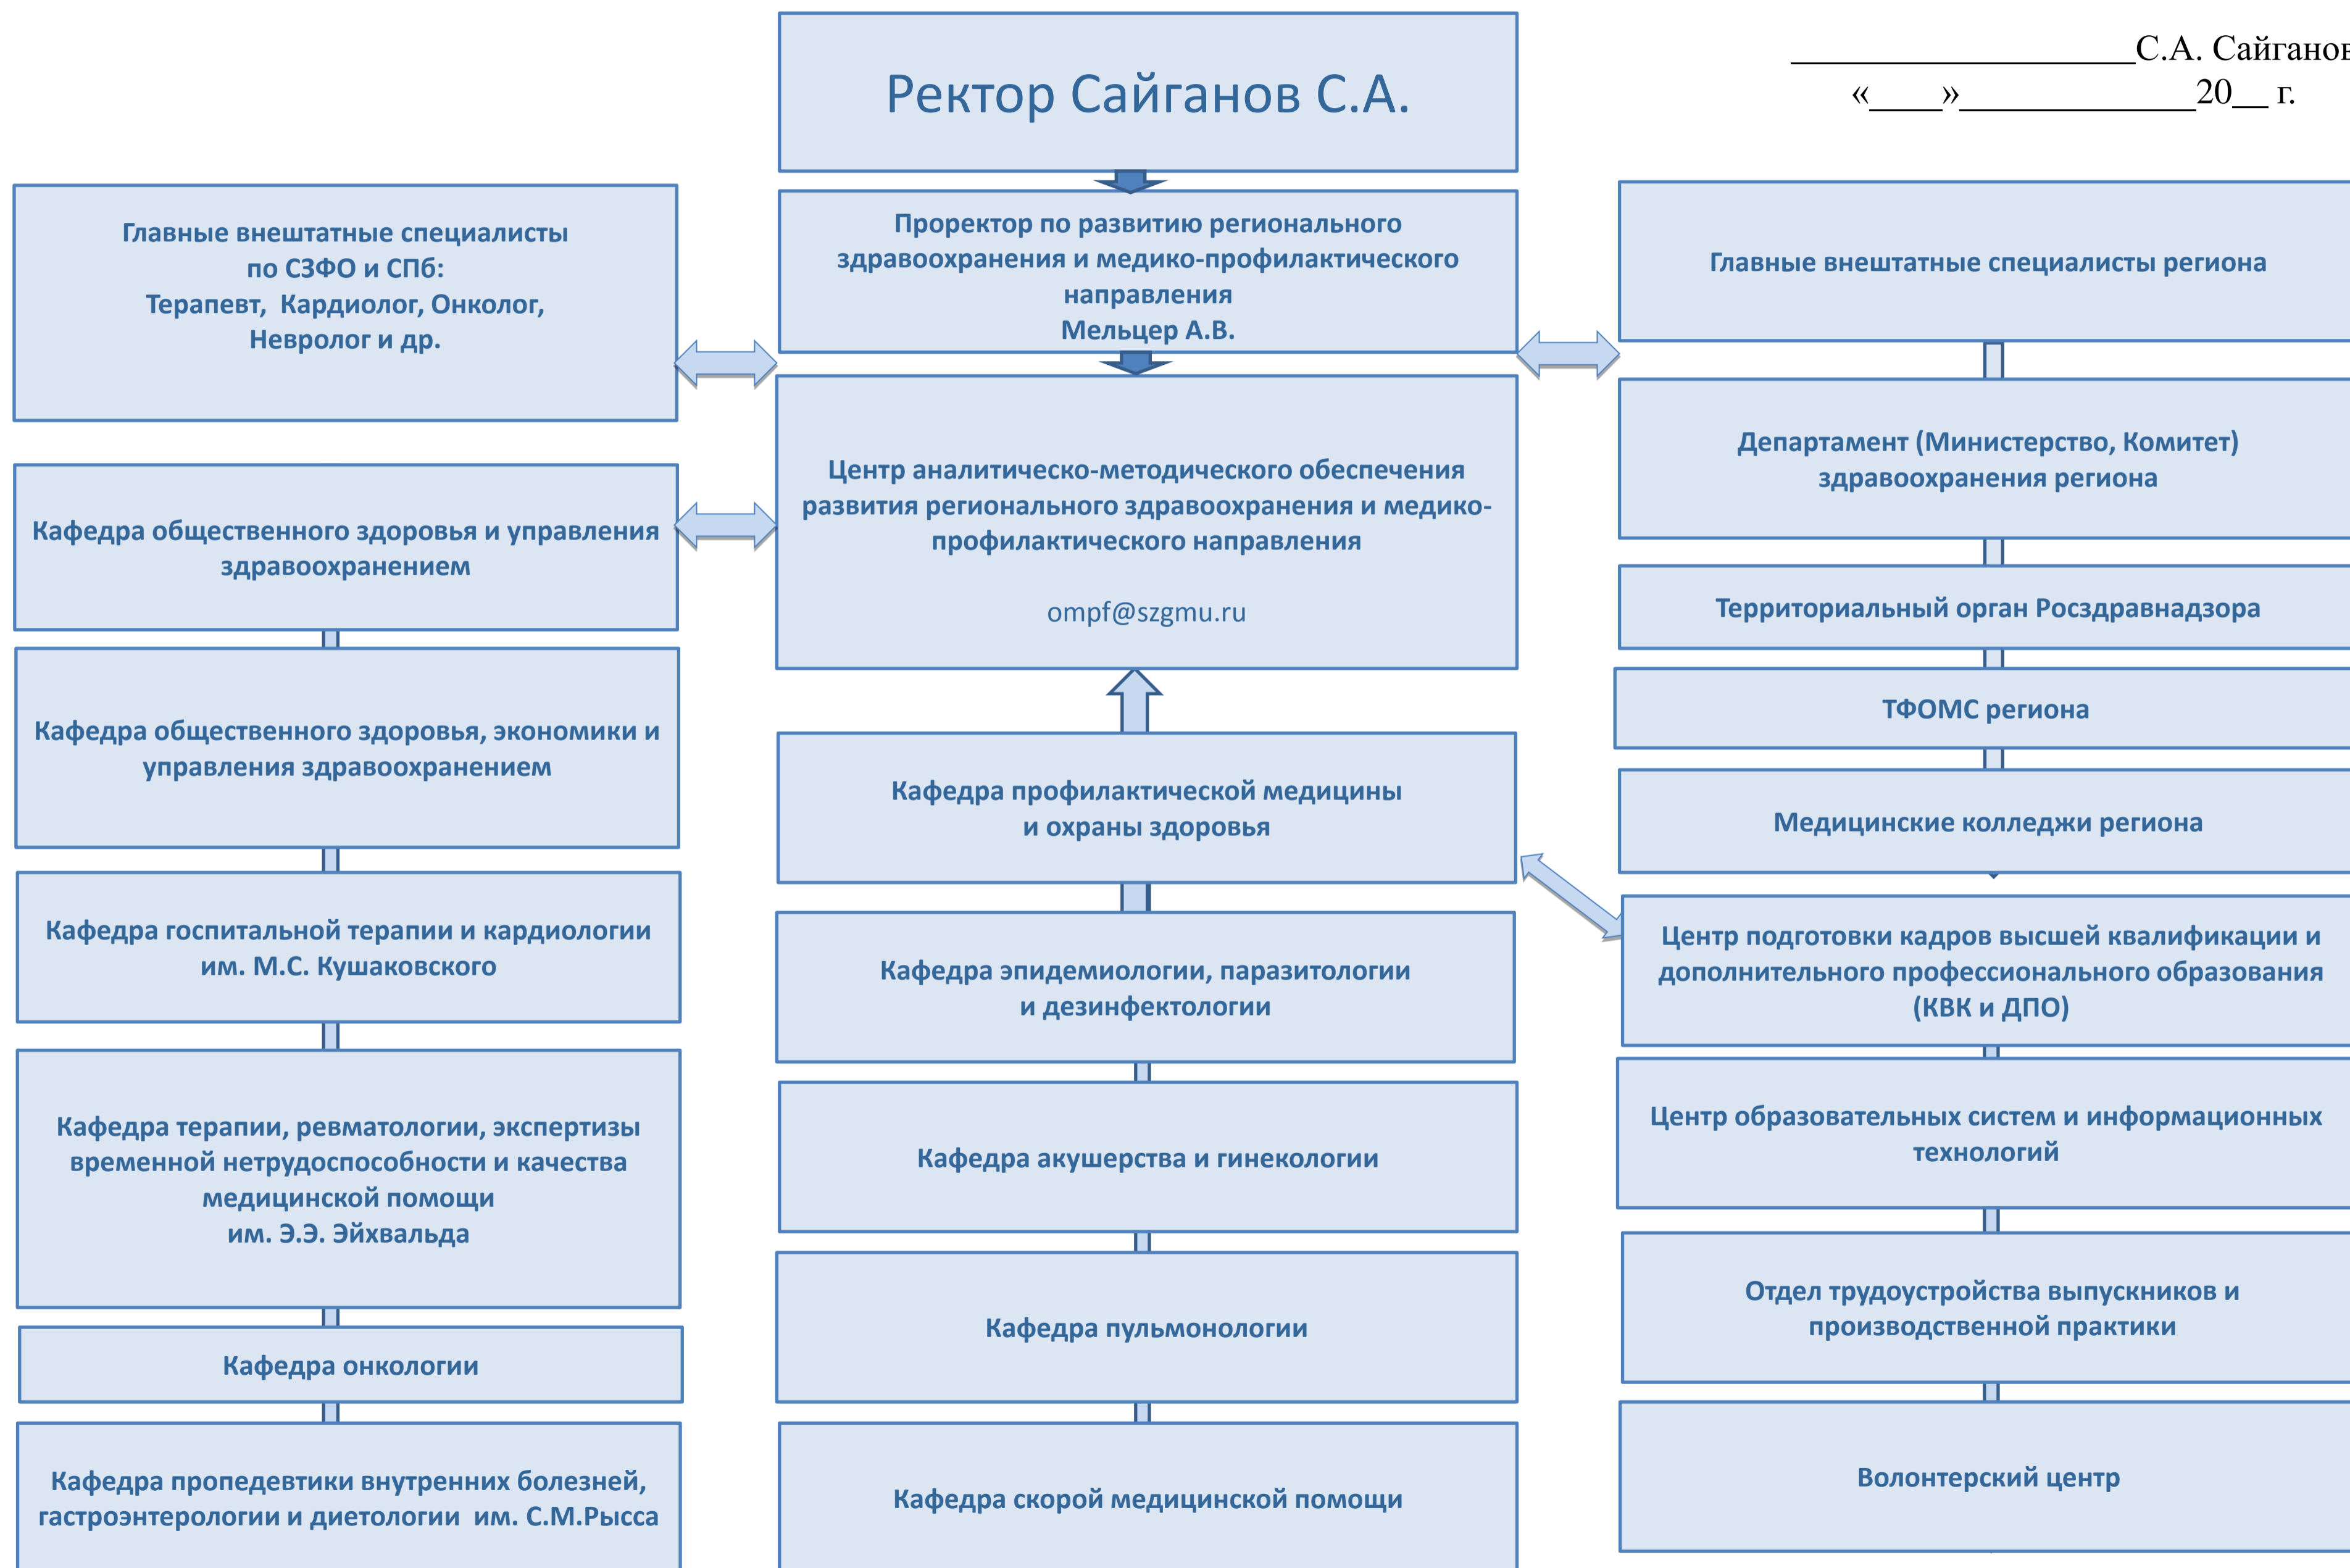 Ректор Сайганов С.А.
____________________С.А. Сайганов
«____»_____________20__ г.
Главные внештатные специалисты
по СЗФО и СПб:
Терапевт, Кардиолог, Онколог,
Невролог и др.
Проректор по развитию регионального
здравоохранения и медико-профилактического
направления
Мельцер А.В.
Главные внештатные специалисты региона
Кафедра общественного здоровья и управления
здравоохранением
Центр аналитическо-методического обеспечения
развития регионального здравоохранения и медико-
профилактического направления
ompf@szgmu.ru
Департамент (Министерство, Комитет)
здравоохранения региона
Территориальный орган Росздравнадзора
ТФОМС региона
Медицинские колледжи региона
Кафедра общественного здоровья, экономики и
управления здравоохранением
Кафедра госпитальной терапии и кардиологии
им. М.С. Кушаковского
Кафедра терапии, ревматологии, экспертизы
временной нетрудоспособности и качества
медицинской помощи
им. Э.Э. Эйхвальда
Кафедра онкологии
Кафедра пропедевтики внутренних болезней,
гастроэнтерологии и диетологии им. С.М.Рысса
Кафедра профилактической медицины
и охраны здоровья
Кафедра эпидемиологии, паразитологии
и дезинфектологии
Кафедра акушерства и гинекологии
Кафедра пульмонологии
Кафедра скорой медицинской помощи
Центр подготовки кадров высшей квалификации и
дополнительного профессионального образования
(КВК и ДПО)
Центр образовательных систем и информационных
технологий
Отдел трудоустройства выпускников и
производственной практики
Волонтерский центр